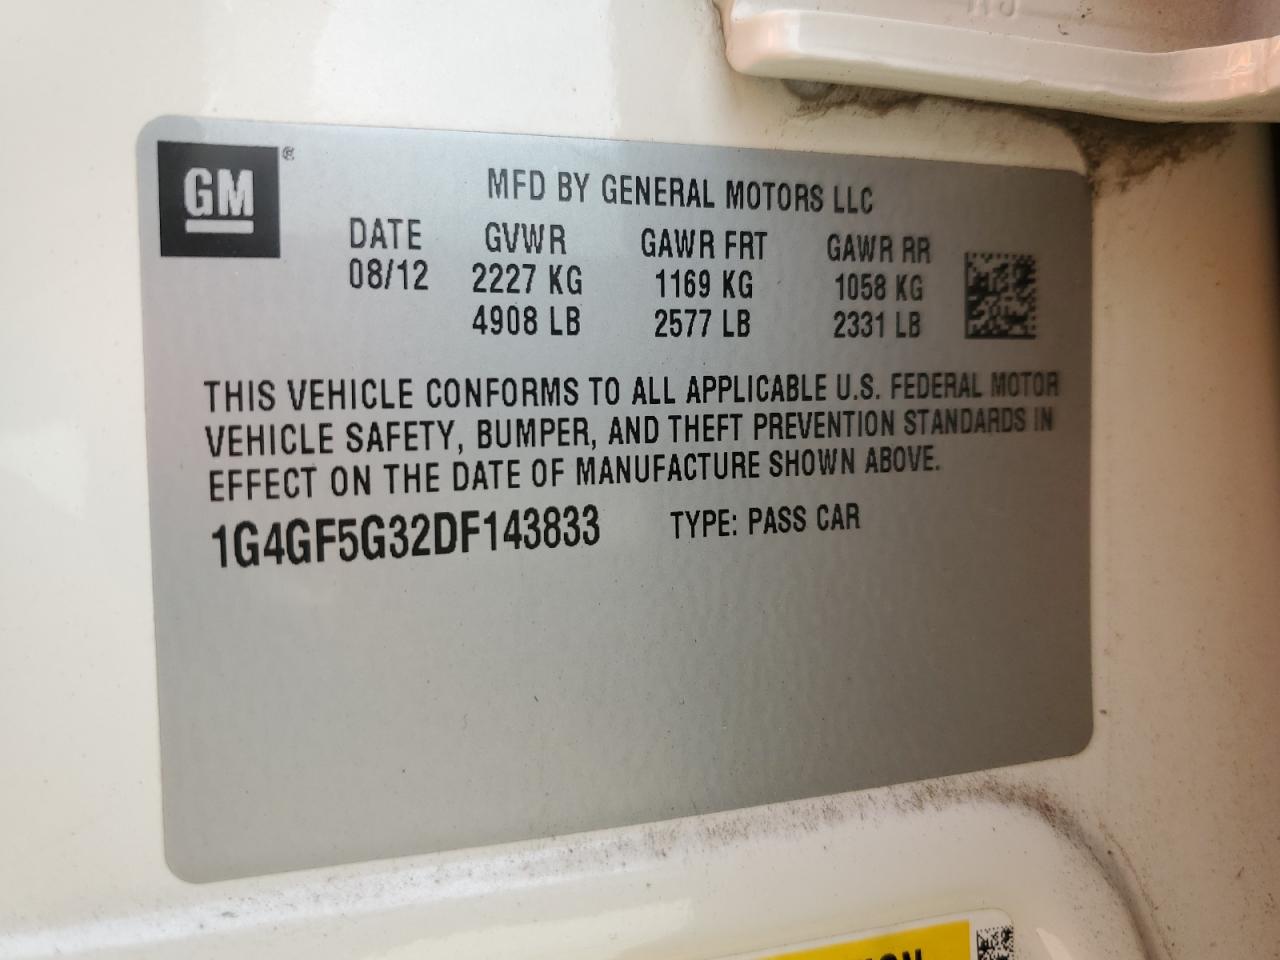 GM®
MFD BY GENERAL MOTORS LLC
DATE GVWR GAWR FRT GAWR RR
08/12 2227 KG 1169 KG 1058 KG
4908 LB 2577 LB 2331 LB
THIS VEHICLE CONFORMS TO ALL APPLICABLE U.S. FEDERAL MOTOR
VEHICLE SAFETY, BUMPER, AND THEFT PREVENTION STANDARDS IN
EFFECT ON THE DATE OF MANUFACTURE SHOWN ABOVE.
1G4GF5G32DF143833 TYPE: PASS CAR